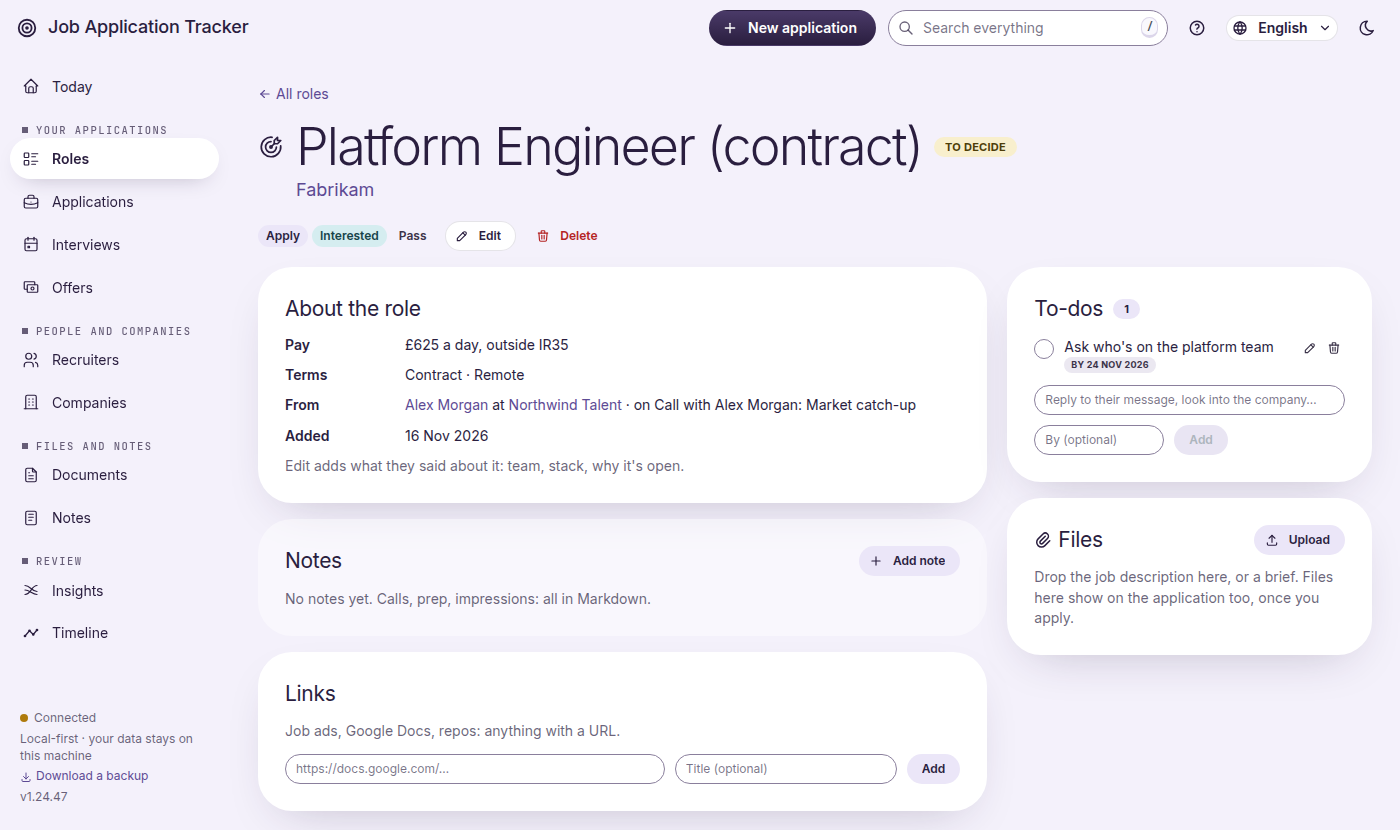 Job Application Tracker
New application
Search everything
/
English
Today
YOUR APPLICATIONS
Roles
Applications
Interviews
Offers
PEOPLE AND COMPANIES
Recruiters
Companies
FILES AND NOTES
Documents
Notes
REVIEW
Insights
Timeline
Connected
Local-first · your data stays on
this machine
Download a backup
v1.24.47
← All roles
Platform Engineer (contract)
TO DECIDE
Fabrikam
Apply
Interested
Pass
Edit
Delete
About the role
Pay £625 a day, outside IR35
Terms Contract · Remote
From Alex Morgan at Northwind Talent · on Call with Alex Morgan: Market catch-up
Added 16 Nov 2026
Edit adds what they said about it: team, stack, why it's open.
Notes
Add note
No notes yet. Calls, prep, impressions: all in Markdown.
Links
Job ads, Google Docs, repos: anything with a URL.
https://docs.google.com/...
Title (optional)
Add
To-dos 1
Ask who's on the platform team
BY 24 NOV 2026
Reply to their message, look into the company...
By (optional)
Add
Files
Upload
Drop the job description here, or a brief. Files
here show on the application too, once you
apply.